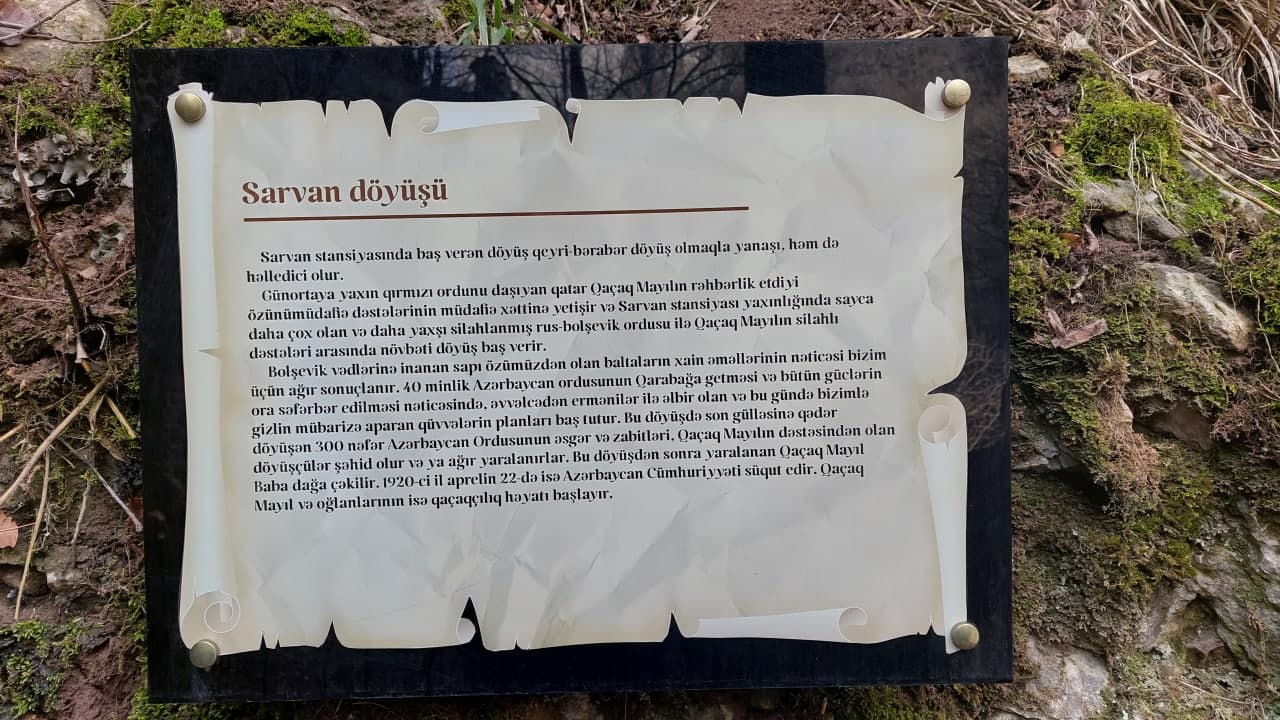 Sarvan döyüşü
Sarvan stansiyasında baş verən döyüş qeyri-bərabər döyüş olmaqla yanaşı, həm də
həlledici olur.
Günortaya yaxın qırmızı ordunu daşıyan qatar Qaçaq Mayılın rəhbərlik etdiyi
özünümüdafiə dəstələrinin müdafiə xəttinə yetişir və Sarvan stansiyası yaxınlığında sayca
daha çox olan və daha yaxşı silahlanmış rus-bolşevik ordusu ilə Qaçaq Mayılın silahlı
dəstələri arasında növbəti döyüş baş verir.
Bolşevik vədlərinə inanan sapı özümüzdən olan baltaların xain əməllərinin nəticəsi bizim
üçün ağır sonuçlanır. 40 minlik Azərbaycan ordusunun Qarabağa getməsi və bütün güclərin
ora səfərbər edilməsi nəticəsində, əvvəlcədən ermənilər ilə əlbir olan və bu gündə bizimlə
gizlin mübarizə aparan qüvvələrin planları baş tutur. Bu döyüşdə son gülləsinə qədər
döyüşən 300 nəfər Azərbaycan Ordusunun əsgər və zabitləri, Qaçaq Mayılın dəstəsindən olan
döyüşçülər şəhid olur və ya ağır yaralanırlar. Bu döyüşdən sonra yaralanan Qaçaq Mayıl
Baba dağa çəkilir. 1920-ci il aprelin 22-də isə Azərbaycan Cümhuriyyəti süqut edir. Qaçaq
Mayıl və oğlanlarının isə qaçaqçılıq həyatı başlayır.